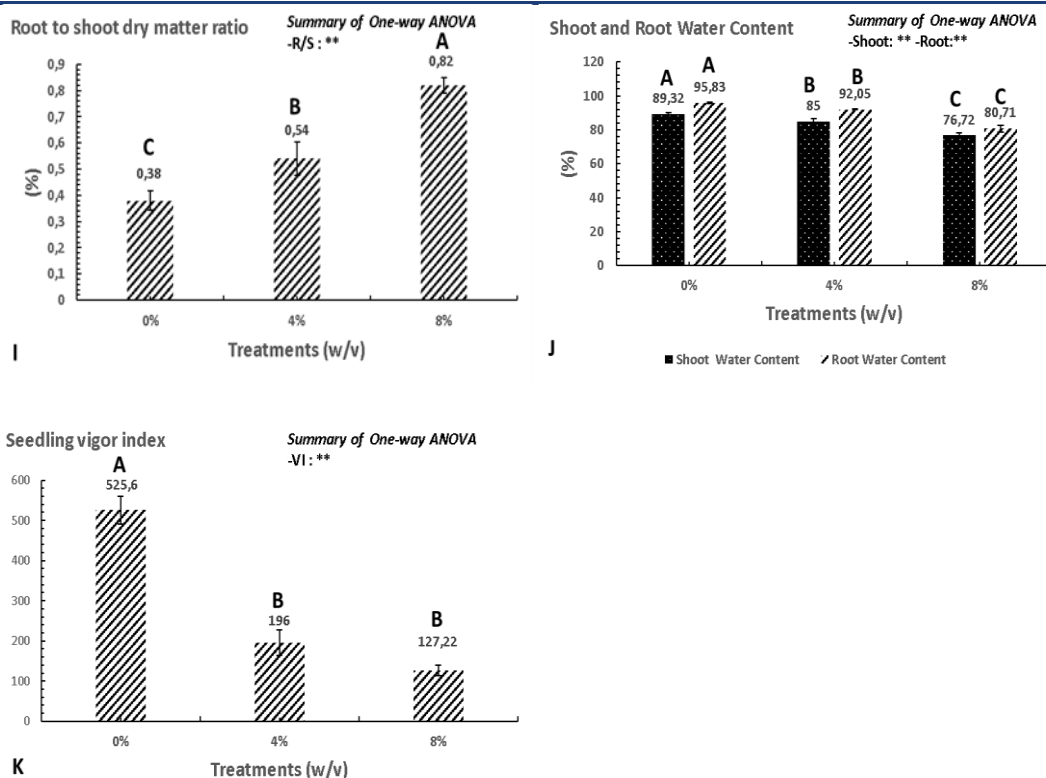 Root to shoot dry matter ratio
Summary of One-way ANOVA
-R/S : **
(%)
0,9
0,8
0,7
0,6
0,5
0,4
0,3
0,2
0,1
0
C
0,38
B
0,54
A
0,82
0%
4%
8%
Treatments (w/v)
I
Shoot and Root Water Content
Summary of One-way ANOVA
-Shoot: ** -Root:**
(%)
120
100
80
60
40
20
0
A
89,32
A
95,83
B
85
B
92,05
C
76,72
C
80,71
0%
4%
8%
Treatments (w/v)
J
Shoot Water Content
Root Water Content
Seedling vigor index
Summary of One-way ANOVA
-VI : **
600
500
400
300
200
100
0
A
525,6
B
196
B
127,22
0%
4%
8%
Treatments (w/v)
K